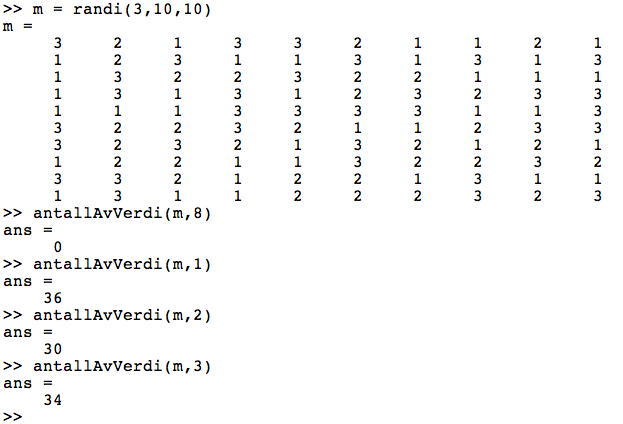 >> m = randi(3,10,10)
m =
3 2 1 3 3 2 1 1 2 1
1 2 3 1 1 3 1 3 1 3
1 3 2 2 3 2 2 1 1 1
1 3 1 3 1 2 3 2 3 3
1 1 1 3 3 3 3 1 1 3
3 2 2 3 2 1 1 2 3 3
3 2 3 2 1 3 2 1 2 1
1 2 2 1 1 3 2 2 3 2
3 3 2 1 2 2 1 3 1 1
1 3 1 1 2 2 2 3 2 3
>> antallAvVerdi(m,8)
ans =
0
>> antallAvVerdi(m,1)
ans =
36
>> antallAvVerdi(m,2)
ans =
30
>> antallAvVerdi(m,3)
ans =
34
>>